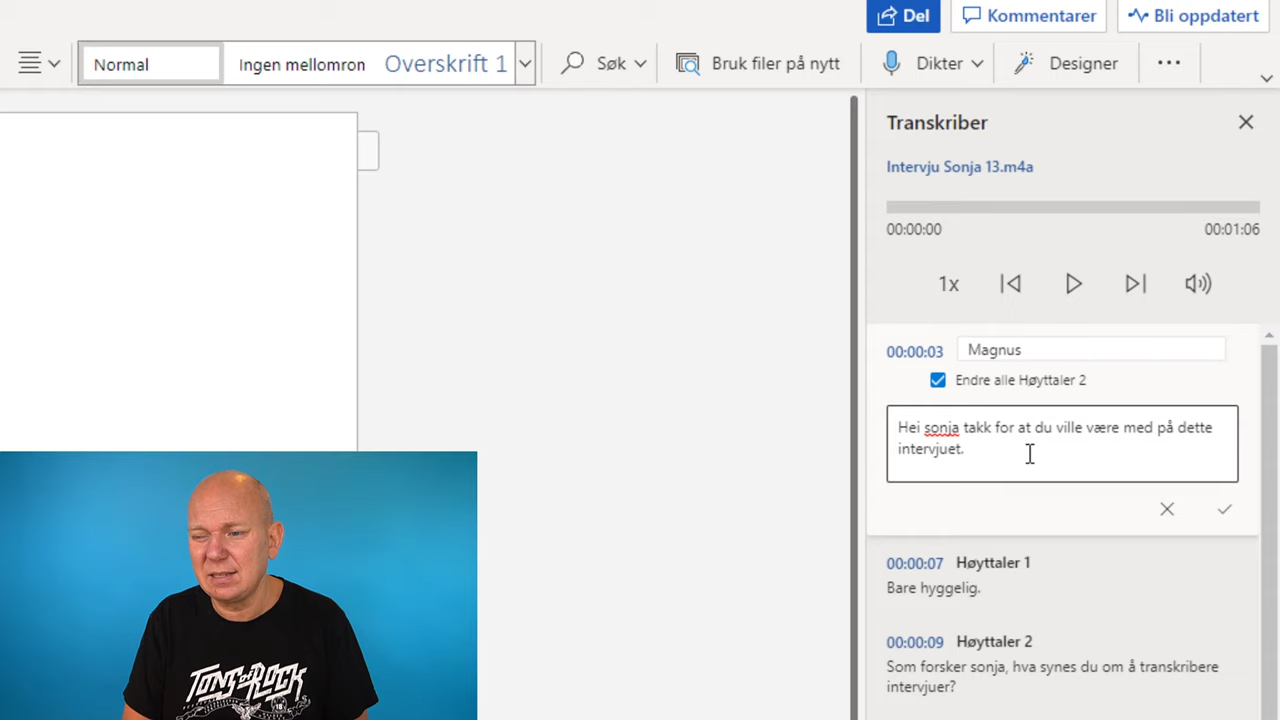 Del Kommentarer Bli oppdatert
Normal Ingen mellomrom Overskrift 1 Søk Bruk filer på nytt Dikter Designer
Transkriber
Intervju Sonja 13.m4a
00:00:00 00:01:06
1x
00:00:03 Magnus
Endre alle Høyttaler 2
Hei sonja takk for at du ville være med på dette
intervjuet.
00:00:07 Høyttaler 1
Bare hyggelig.
00:00:09 Høyttaler 2
Som forsker sonja, hva synes du om å transkribere
intervjuer?
TONS OF ROCK